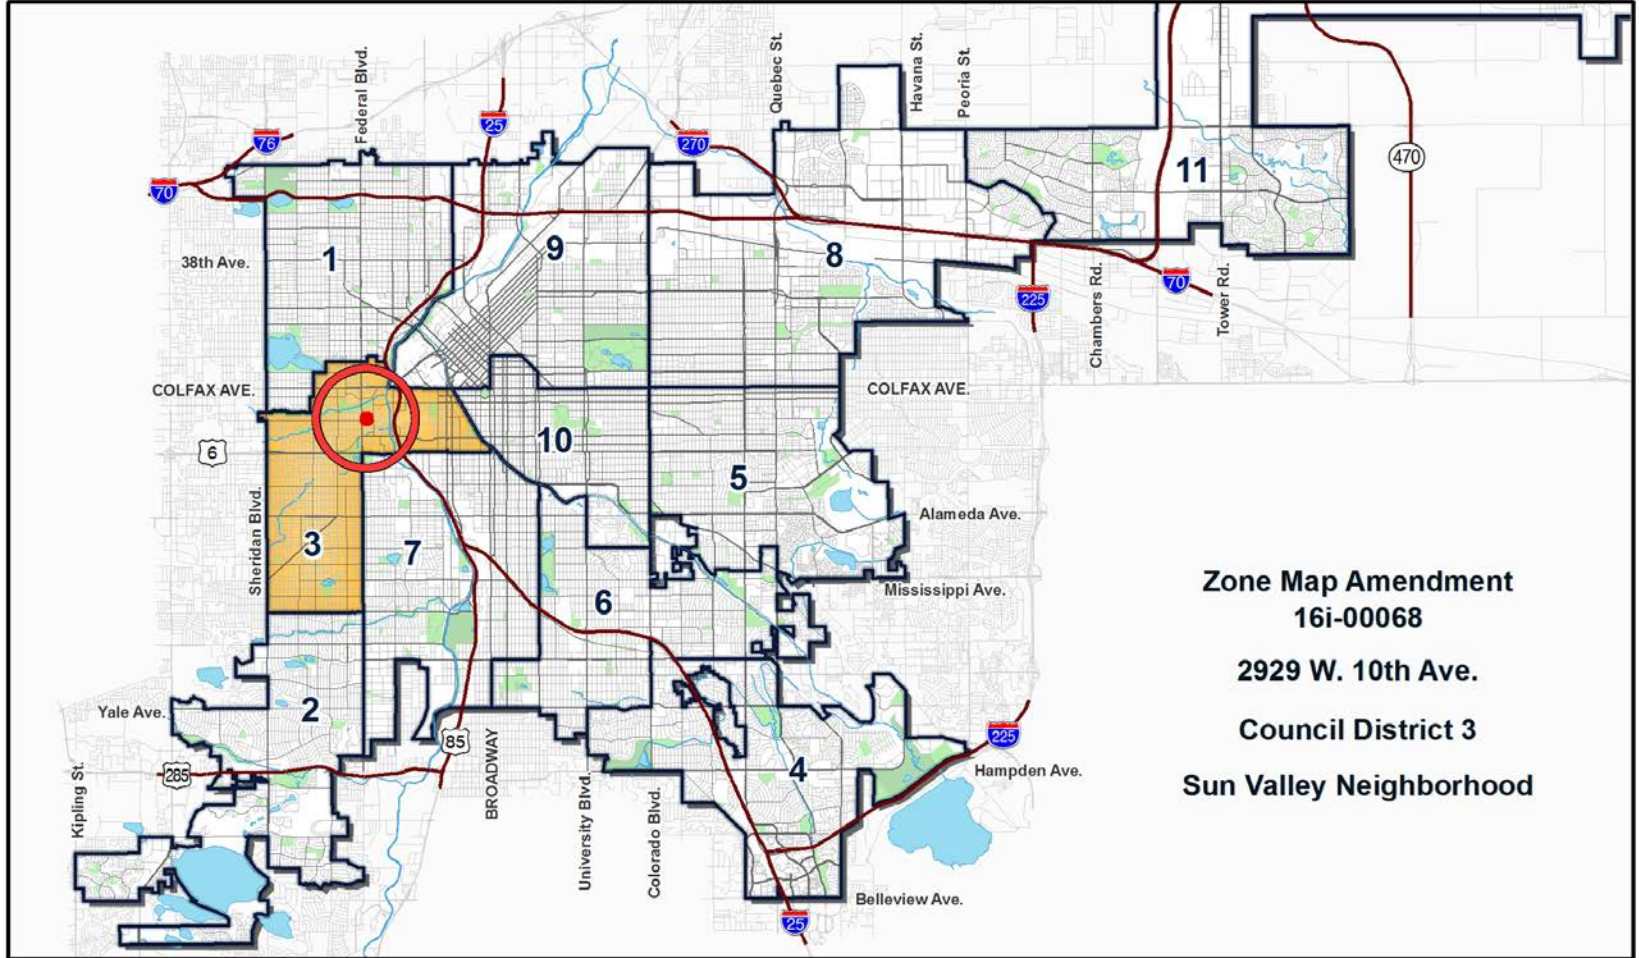 Federal Blvd.
Quebec St.
Havana St.
Peoria St.
76
25
270
70
470
11
1
9
8
38th Ave.
225
70
Chambers Rd.
Tower Rd.
COLFAX AVE.
COLFAX AVE.
6
10
5
Sheridan Blvd.
Alameda Ave.
3
7
Mississippi Ave.
6
Zone Map Amendment
16i-00068
2929 W. 10th Ave.
Council District 3
Sun Valley Neighborhood
Yale Ave.
2
85
BROADWAY
225
285
4
Hampden Ave.
Kipling St.
University Blvd.
Colorado Blvd.
Belleview Ave.
25